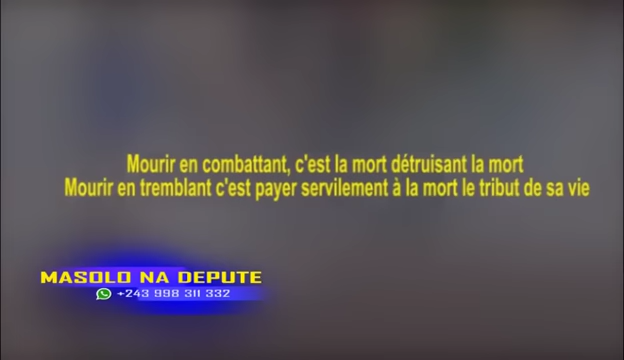 Mourir en combattant, c'est la mort détruisant la mort
Mourir en tremblant c'est payer servilement à la mort le tribut de sa vie
MASOLO NA DEPUTE
+243 998 311 332